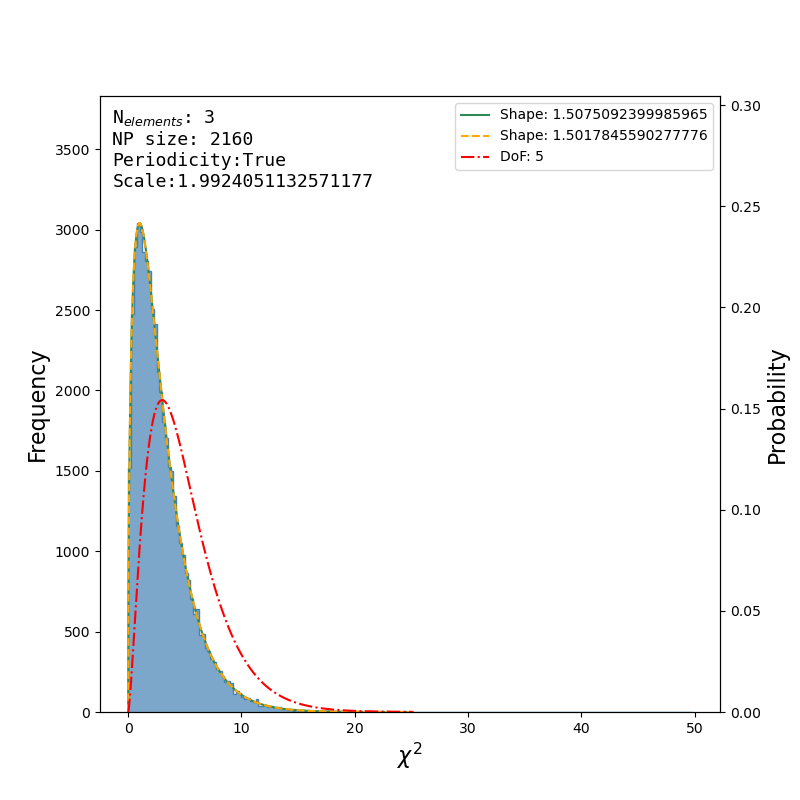 N_elements: 3
NP size: 2160
Periodicity:True
Scale:1.9924051132571177
Shape: 1.5075092399985965
Shape: 1.5017845590277776
DoF: 5
Frequency
3500
3000
2500
2000
1500
1000
500
0
0.30
0.25
0.20
0.15
0.10
0.05
0.00
Probability
0 10 20 30 40 50
χ²